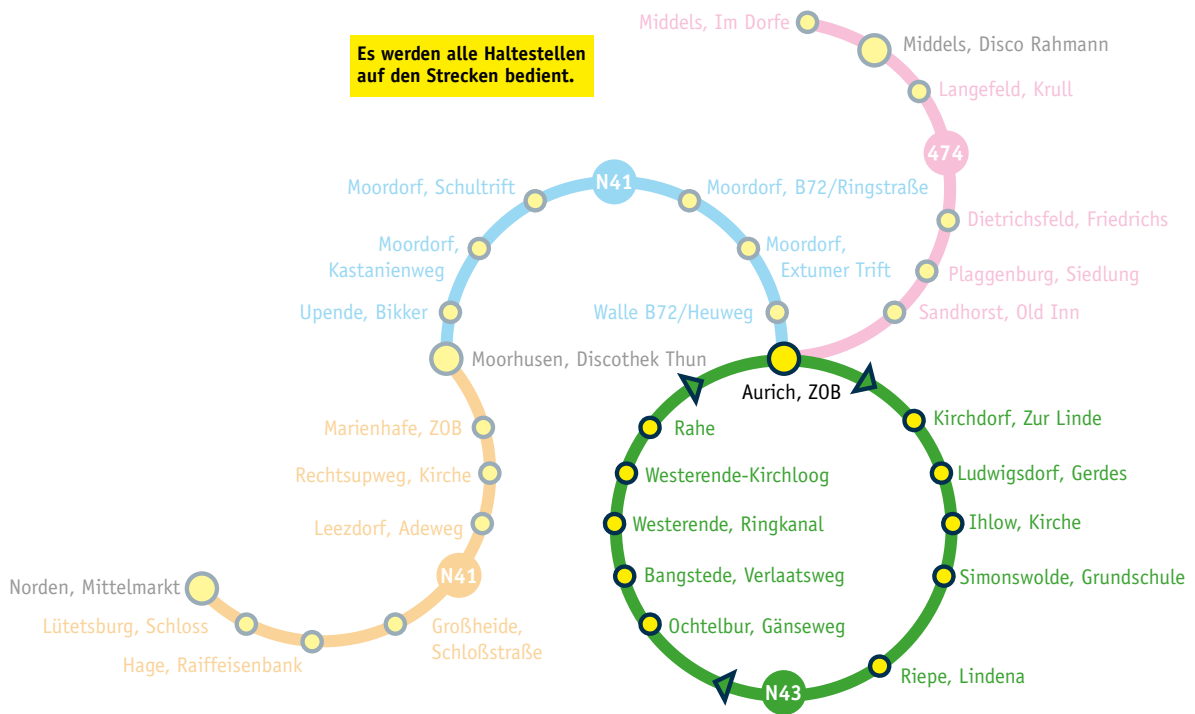 Middels, Im Dorfe
Es werden alle Haltestellen
auf den Strecken bedient.
Middels, Disco Rahmann
Langefeld, Krull
474
N41
Moordorf, Schultrift
Moordorf, B72/Ringstraße
Dietrichsfeld, Friedrichs
Moordorf,
Kastanienweg
Moordorf,
Extumer Trift
Plaggenburg, Siedlung
Upende, Bikker
Walle B72/Heuweg
Sandhorst, Old Inn
Moorhusen, Discothek Thun
Aurich, ZOB
Marienhafe, ZOB
Rahe
Kirchdorf, Zur Linde
Rechtsupweg, Kirche
Westerende-Kirchloog
Ludwigsdorf, Gerdes
Leezdorf, Adeweg
Westerende, Ringkanal
Ihlow, Kirche
N41
Norden, Mittelmarkt
Bangstede, Verlaatsweg
Simonswolde, Grundschule
Lütetsburg, Schloss
Großheide,
Schloßstraße
Ochtelbur, Gänseweg
Hage, Raiffeisenbank
Riepe, Lindena
N43